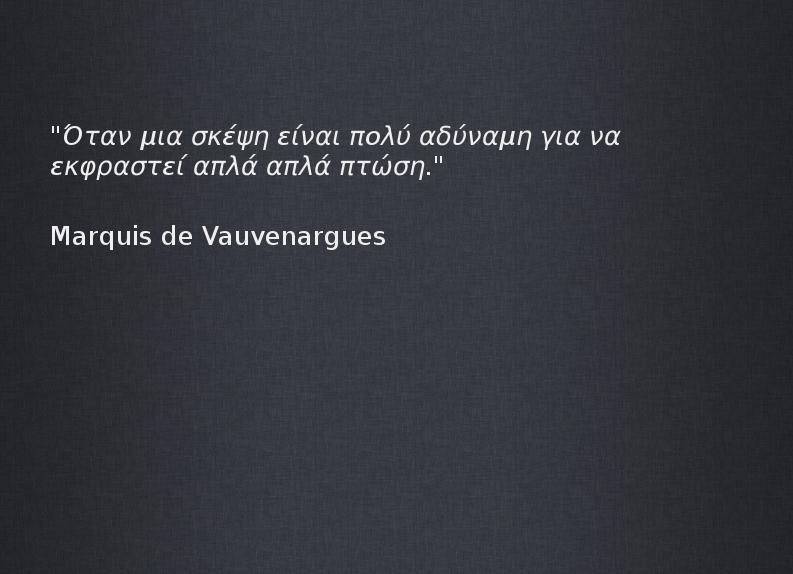 "Όταν μια σκέψη είναι πολύ αδύναμη για να
εκφραστεί απλά απλά πτώση."
Marquis de Vauvenargues